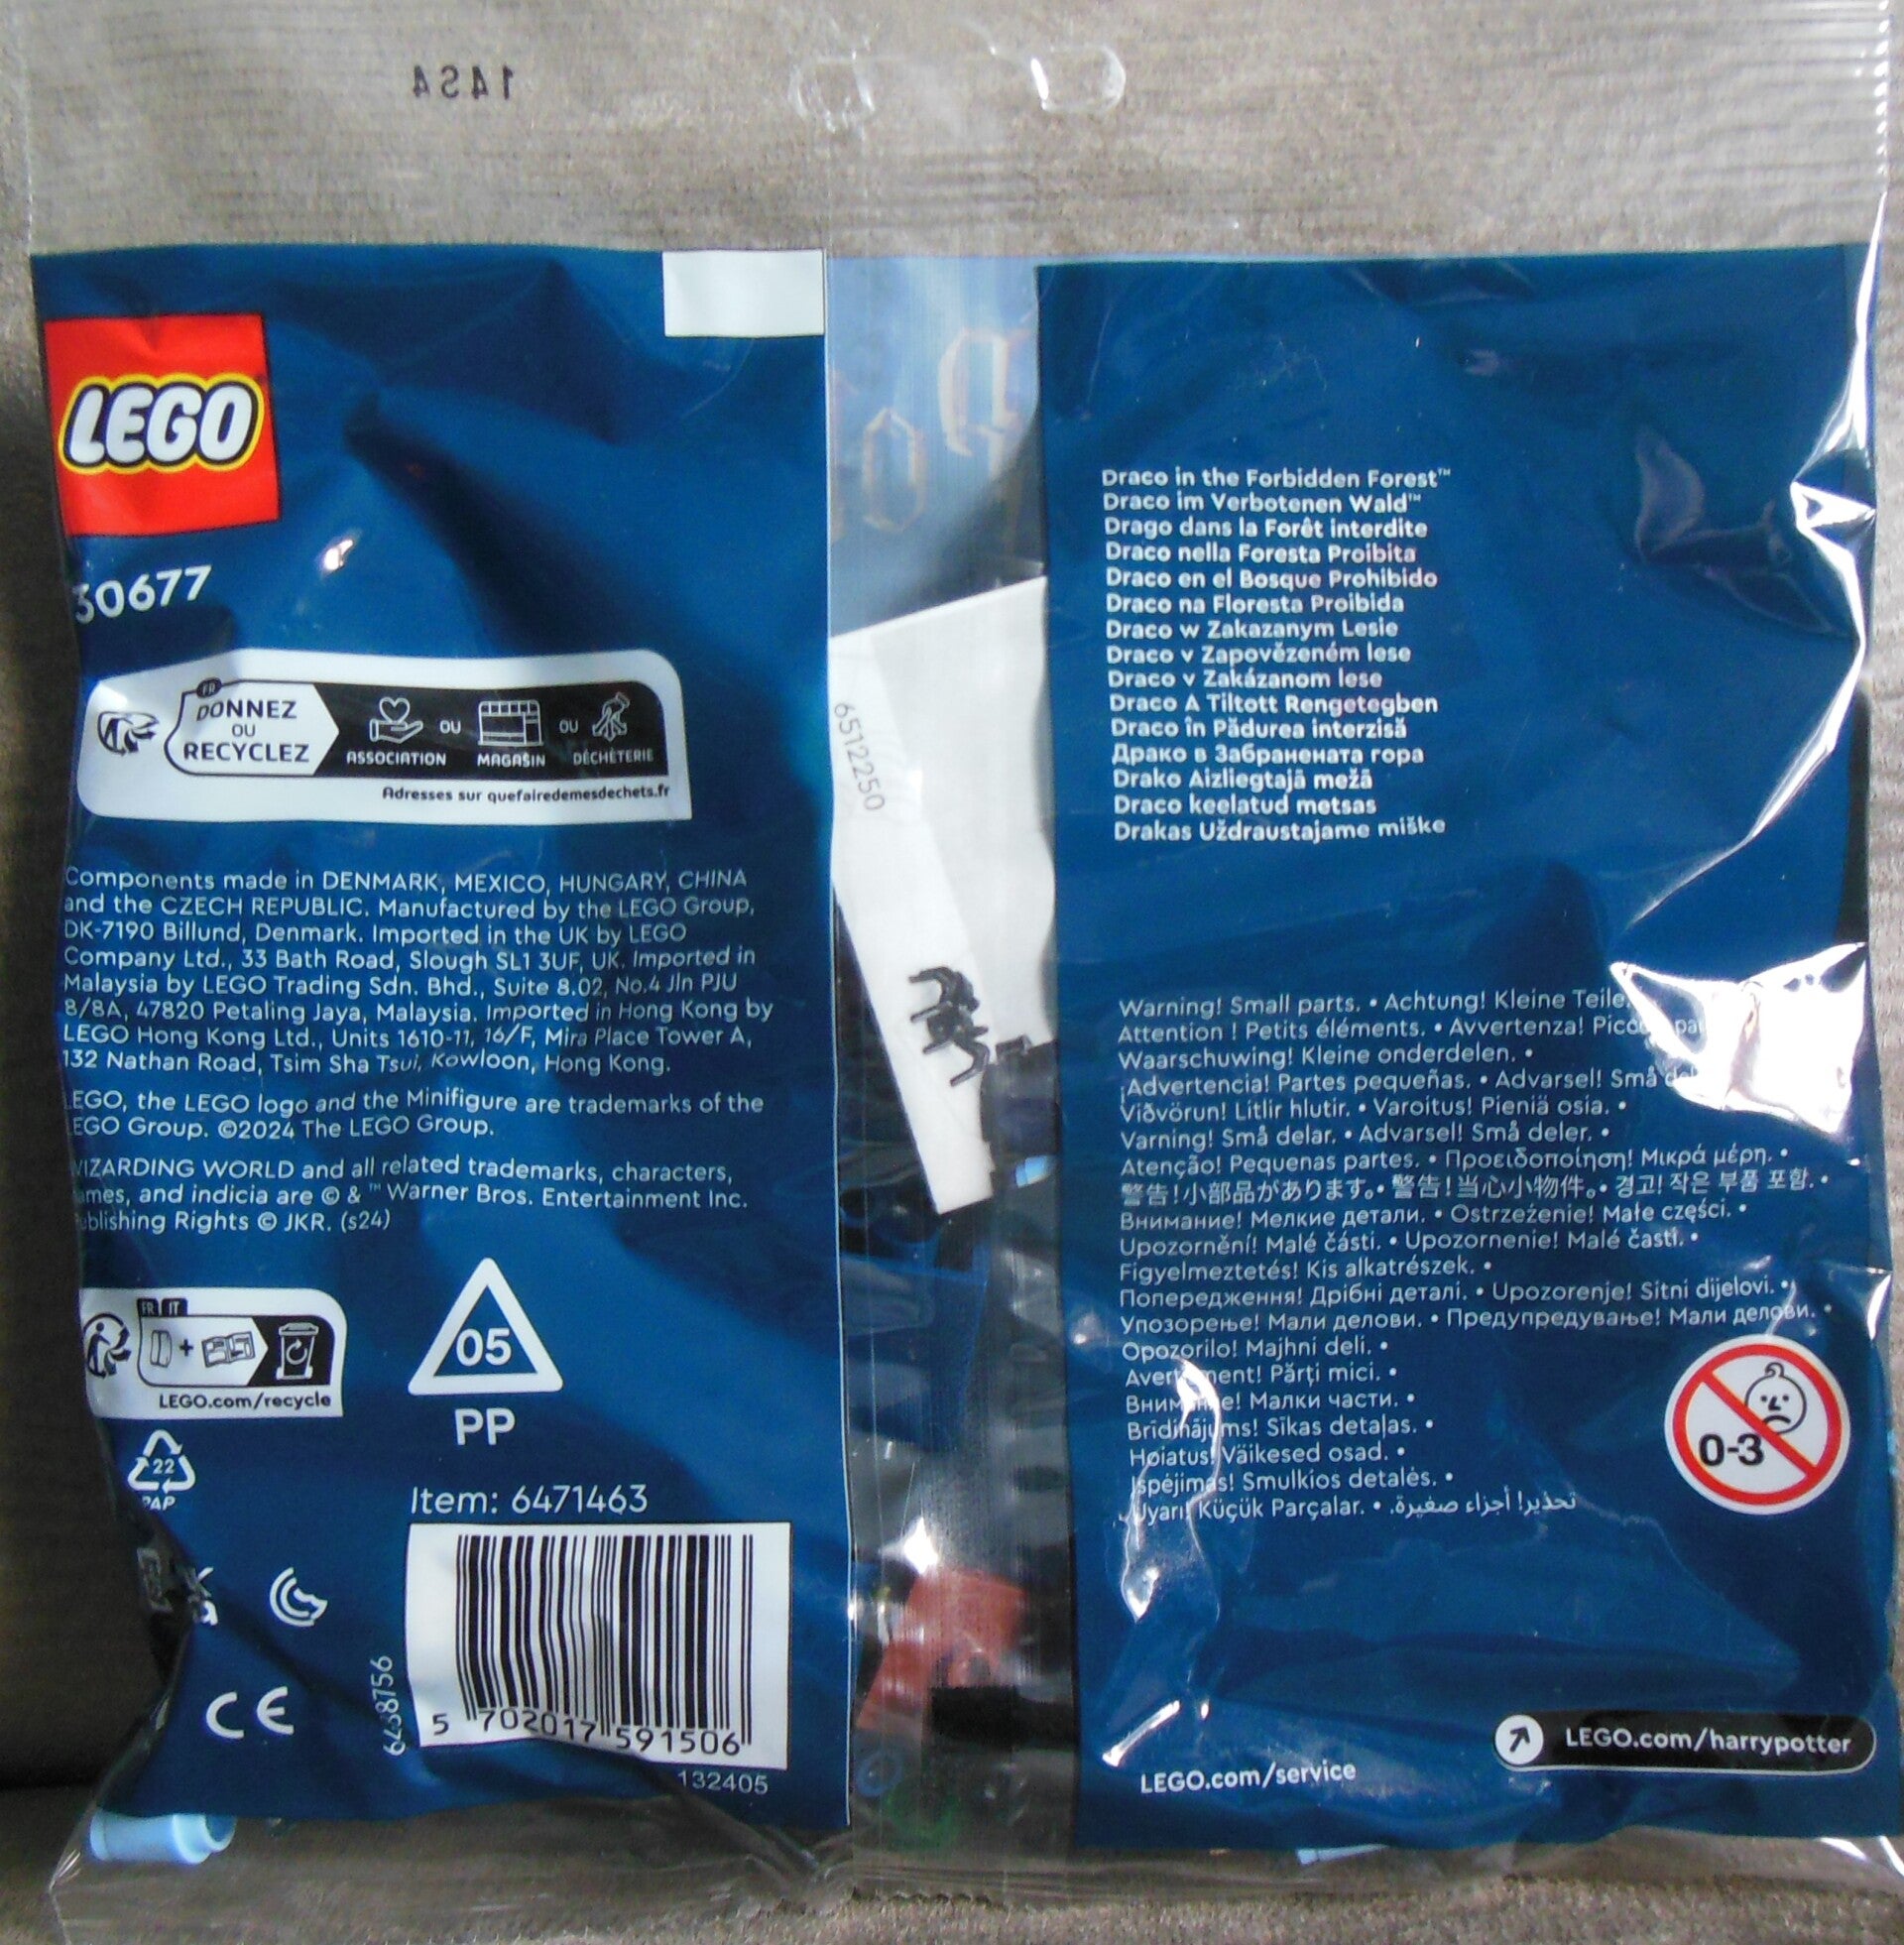 14S4
LEGO
30677
FR
DONNEZ
OU
RECYCLEZ
ASSOCIATION
OU
MAGASIN
OU
DÉCHÈTERIE
Adresses sur quefairedemesdechets.fr
Components made in DENMARK, MEXICO, HUNGARY, CHINA
and the CZECH REPUBLIC. Manufactured by the LEGO Group,
DK-7190 Billund, Denmark. Imported in the UK by LEGO
Company Ltd., 33 Bath Road, Slough SL1 3UF, UK. Imported in
Malaysia by LEGO Trading Sdn. Bhd., Suite 8.02, No.4 Jln PJU
8/8A, 47820 Petaling Jaya, Malaysia. Imported in Hong Kong by
LEGO Hong Kong Ltd., Units 1610-11, 16/F, Mira Place Tower A,
132 Nathan Road, Tsim Sha Tsui, Kowloon, Hong Kong.
LEGO, the LEGO logo and the Minifigure are trademarks of the
LEGO Group. ©2024 The LEGO Group.
WIZARDING WORLD and all related trademarks, characters,
names, and indicia are © & ™ Warner Bros. Entertainment Inc.
Publishing Rights © JKR. (s24)
FR IT
LEGO.com/recycle
05
PP
22
PAP
Item: 6471463
CE
5 702017 591506
132405
6512250
Draco in the Forbidden Forest™
Draco im Verbotenen Wald™
Drago dans la Forêt interdite
Draco nella Foresta Proibita
Draco en el Bosque Prohibido
Draco na Floresta Proibida
Draco w Zakazanym Lesie
Draco v Zapovězeném lese
Draco v Zakázanom lese
Draco A Tiltott Rengetegben
Draco în Pădurea interzisă
Драко в Забранената гора
Drako Aizliegtajā mežā
Draco keelatud metsas
Drakas Uždraustajame miške
Warning! Small parts. • Achtung! Kleine Teile.
Attention ! Petits éléments. • Avvertenza!
Waarschuwing! Kleine onderdelen. •
¡Advertencia! Partes pequeñas. • Advarsel! Små
Viðvörun! Litlir hlutir. • Varoitus! Pieniä osia. •
Varning! Små delar. • Advarsel! Små deler. •
Atenção! Pequenas partes. • Προειδοποίηση! Μικρά μέρη. •
警告!小部品があります。• 警告!当心小物件。• 경고! 작은 부품 포함. •
Внимание! Мелкие детали. • Ostrzeżenie! Małe części. •
Upozornění! Malé části. • Upozornenie! Malé časti. •
Figyelmeztetés! Kis alkatrészek. •
Попередження! Дрібні деталі. • Upozorenje! Sitni dijelovi. •
Упозорење! Мали делови. • Предупредување! Мали делови. •
Opozorilo! Majhni deli. •
Părți mici. •
Малки части. •
Brīdinājums! Sīkas detaļas. •
Hoiatus! Väikesed osad. •
Įspėjimas! Smulkios detalės. •
Uyarı! Küçük Parçalar. • تحذير! أجزاء صغيرة.
0-3
LEGO.com/service
LEGO.com/harrypotter